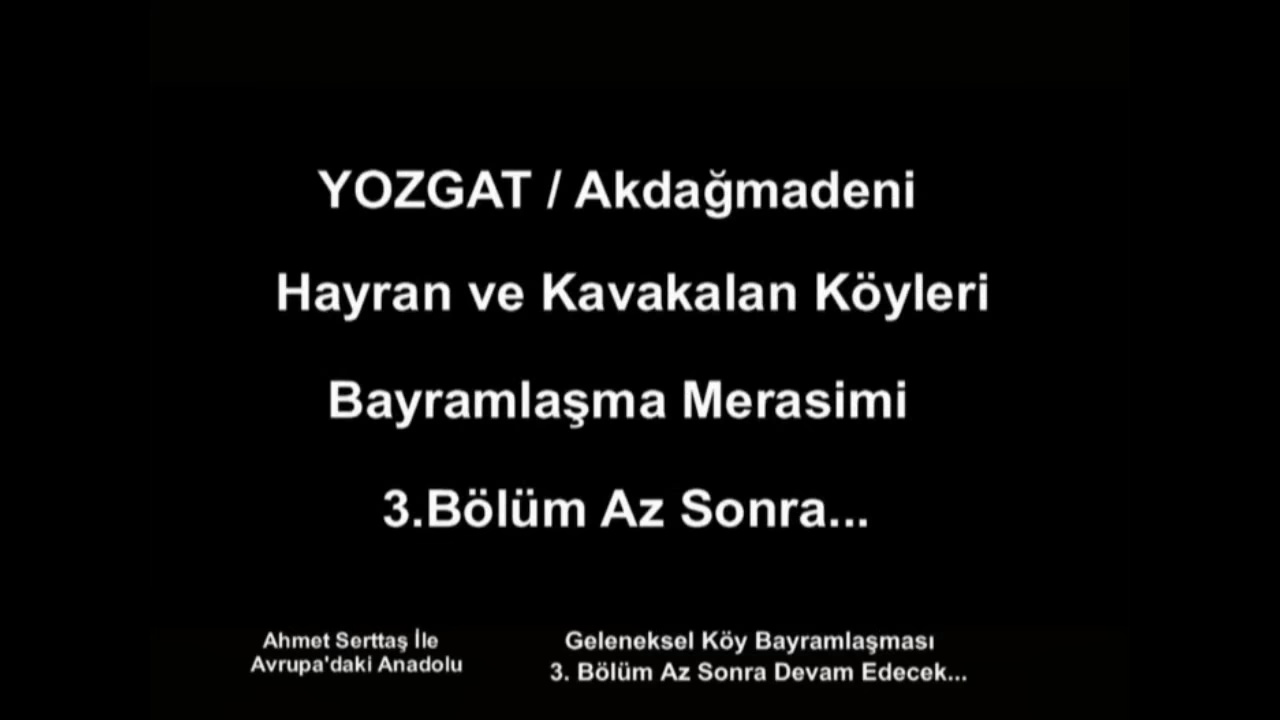 YOZGAT / Akdağmadeni
Hayran ve Kavakalan Köyleri
Bayramlaşma Merasimi
3.Bölüm Az Sonra...
Ahmet Serttaş İle
Avrupa'daki Anadolu
Geleneksel Köy Bayramlaşması
3. Bölüm Az Sonra Devam Edecek...